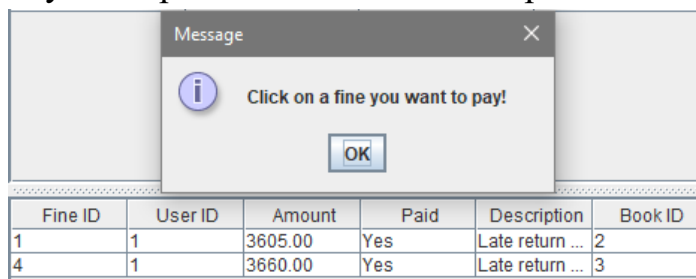 Message
Click on a fine you want to pay!
OK
Fine ID User ID Amount Paid Description Book ID
1 1 3605.00 Yes Late return ... 2
4 1 3660.00 Yes Late return ... 3